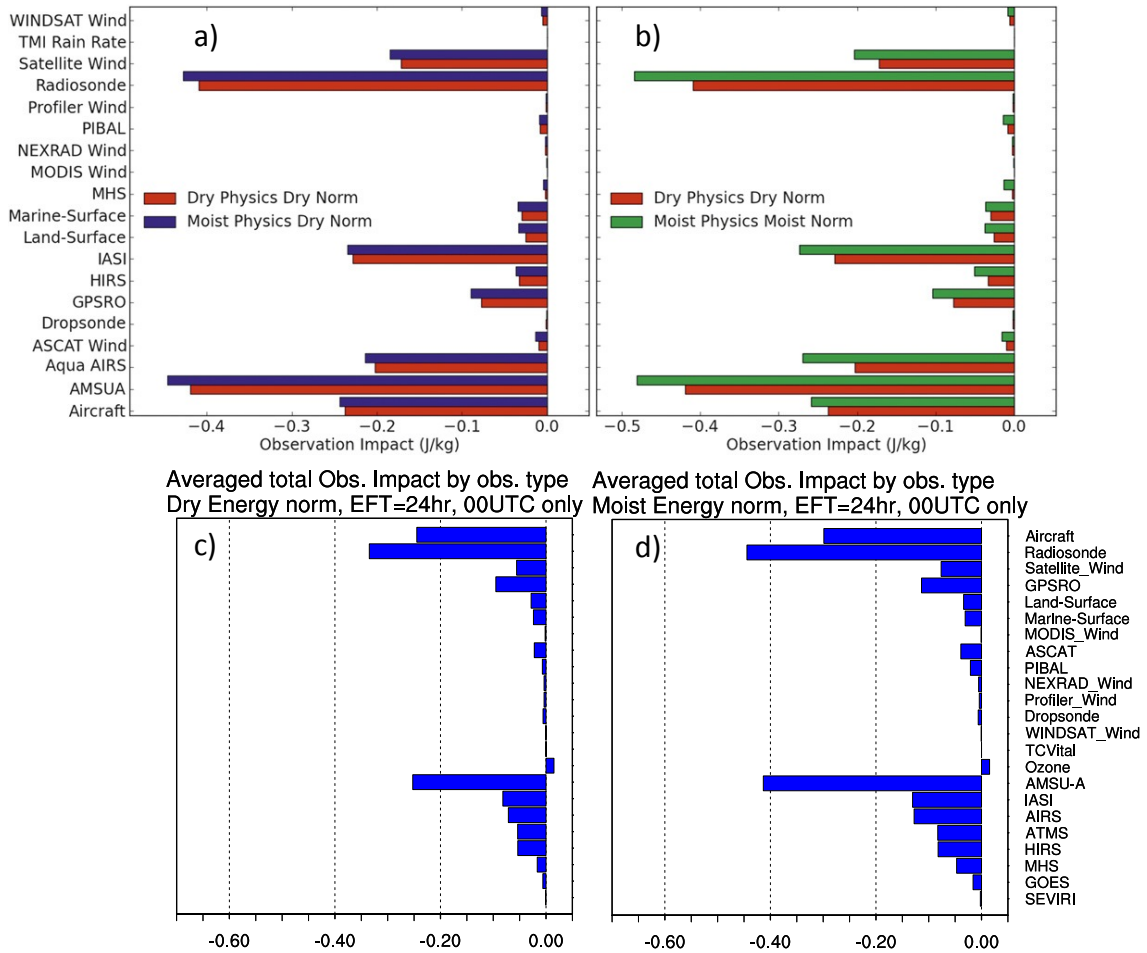 a)
b)
WINDSAT Wind
TMI Rain Rate
Satellite Wind
Radiosonde
Profiler Wind
PIBAL
NEXRAD Wind
MODIS Wind
MHS
Marine-Surface
Land-Surface
IASI
HIRS
GPSRO
Dropsonde
ASCAT Wind
Aqua AIRS
AMSUA
Aircraft
Dry Physics Dry Norm
Moist Physics Dry Norm
Dry Physics Dry Norm
Moist Physics Moist Norm
−0.4 −0.3 −0.2 −0.1 0.0
−0.5 −0.4 −0.3 −0.2 −0.1 0.0
Observation Impact (J/kg)
Observation Impact (J/kg)
Averaged total Obs. Impact by obs. type
Dry Energy norm, EFT=24hr, 00UTC only
Averaged total Obs. Impact by obs. type
Moist Energy norm, EFT=24hr, 00UTC only
c)
d)
Aircraft
Radiosonde
Satellite_Wind
GPSRO
Land-Surface
Marine-Surface
MODIS_Wind
ASCAT
PIBAL
NEXRAD_Wind
Profiler_Wind
Dropsonde
WINDSAT_Wind
TCVital
Ozone
AMSU-A
IASI
AIRS
ATMS
HIRS
MHS
GOES
SEVIRI
-0.60 -0.40 -0.20 0.00
-0.60 -0.40 -0.20 0.00